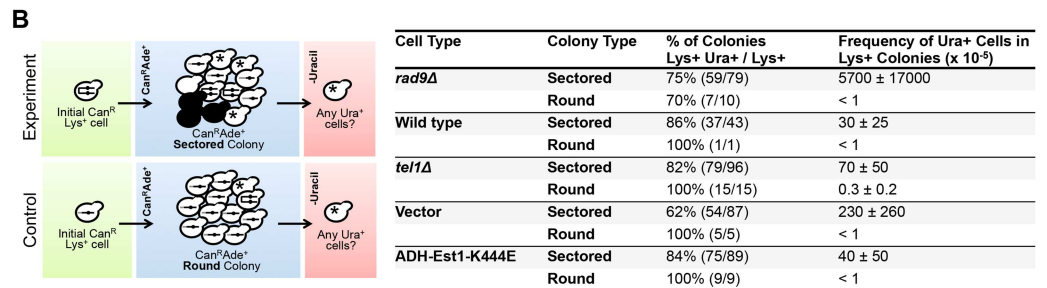 B
Experiment
Initial Canᴿ
Lys⁺ cell
CanᴿAde⁺
CanᴿAde⁺
Sectored Colony
-Uracil
Any Ura⁺
cells?
Control
Initial Canᴿ
Lys⁺ cell
CanᴿAde⁺
CanᴿAde⁺
Round Colony
-Uracil
Any Ura⁺
cells?
Cell Type Colony Type % of Colonies Frequency of Ura+ Cells in
Lys+ Ura+ / Lys+ Lys+ Colonies (x 10⁻⁵)
rad9Δ Sectored 75% (59/79) 5700 ± 17000
Round 70% (7/10) < 1
Wild type Sectored 86% (37/43) 30 ± 25
Round 100% (1/1) < 1
tel1Δ Sectored 82% (79/96) 70 ± 50
Round 100% (15/15) 0.3 ± 0.2
Vector Sectored 62% (54/87) 230 ± 260
Round 100% (5/5) < 1
ADH-Est1-K444E Sectored 84% (75/89) 40 ± 50
Round 100% (9/9) < 1